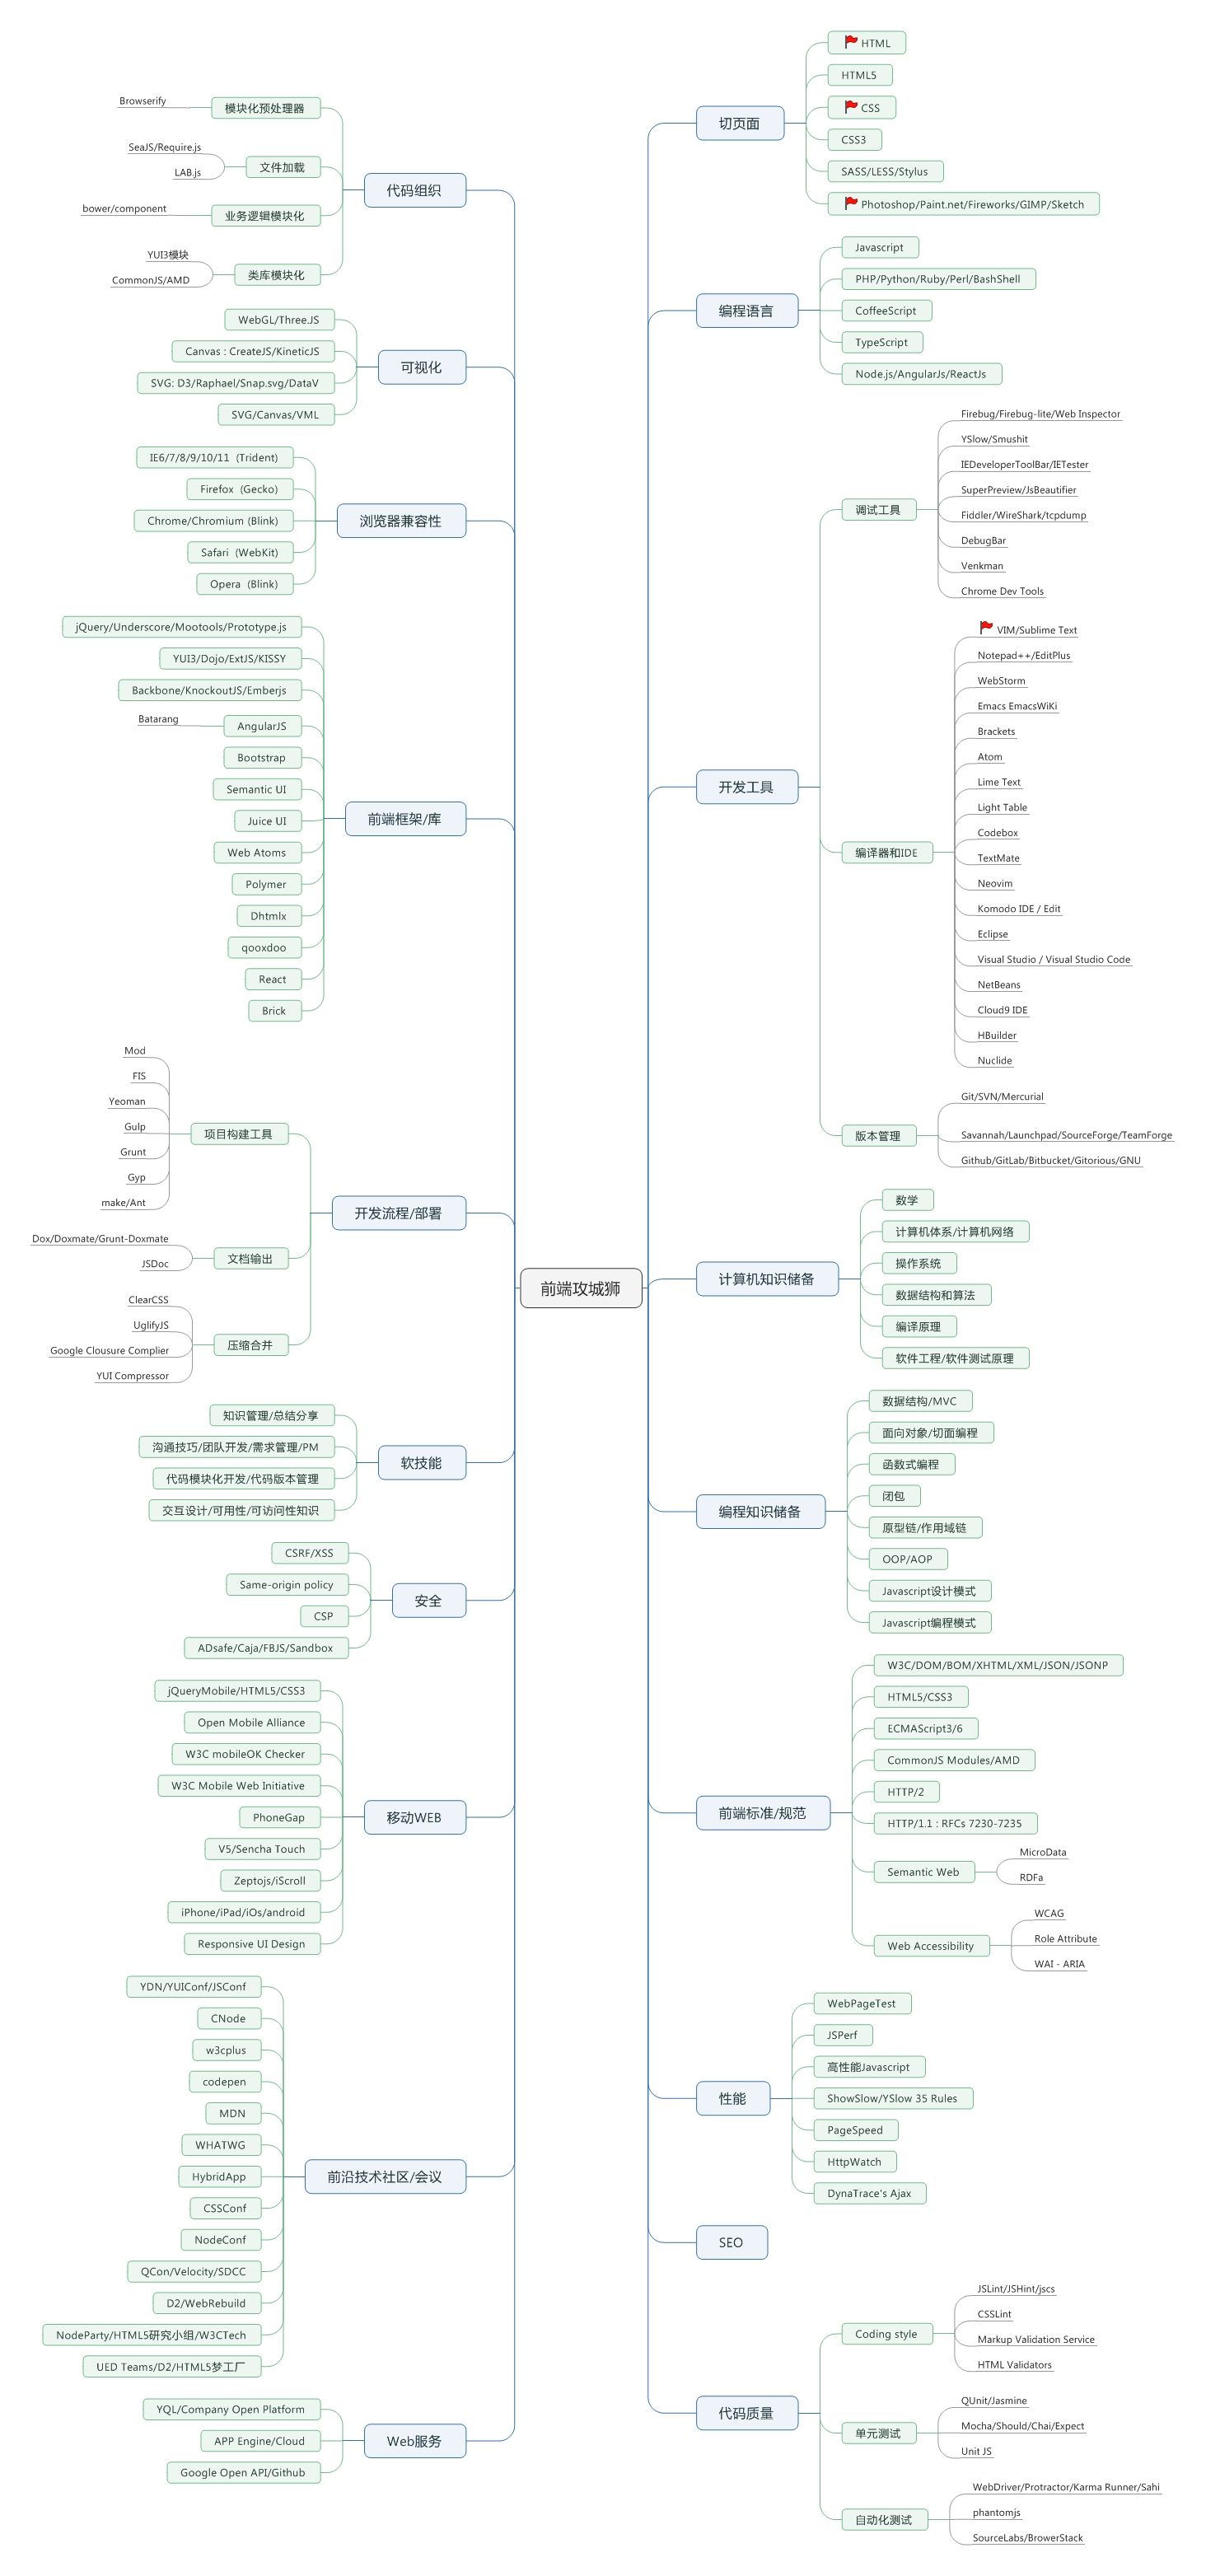 前端攻城狮
切页面
HTML
HTML5
CSS
CSS3
SASS/LESS/Stylus
Photoshop/Paint.net/Fireworks/GIMP/Sketch
编程语言
Javascript
PHP/Python/Ruby/Perl/BashShell
CoffeeScript
TypeScript
Node.js/AngularJs/ReactJs
开发工具
调试工具
Firebug/Firebug-lite/Web Inspector
YSlow/Smushit
IEDeveloperToolBar/IETester
SuperPreview/JsBeautifier
Fiddler/WireShark/tcpdump
DebugBar
Venkman
Chrome Dev Tools
编译器和IDE
VIM/Sublime Text
Notepad++/EditPlus
WebStorm
Emacs EmacsWiKi
Brackets
Atom
Lime Text
Light Table
Codebox
TextMate
Neovim
Komodo IDE / Edit
Eclipse
Visual Studio / Visual Studio Code
NetBeans
Cloud9 IDE
HBuilder
Nuclide
版本管理
Git/SVN/Mercurial
Savannah/Launchpad/SourceForge/TeamForge
Github/GitLab/Bitbucket/Gitorious/GNU
计算机知识储备
数学
计算机体系/计算机网络
操作系统
数据结构和算法
编译原理
软件工程/软件测试原理
编程知识储备
数据结构/MVC
面向对象/切面编程
函数式编程
闭包
原型链/作用域链
OOP/AOP
Javascript设计模式
Javascript编程模式
前端标准/规范
W3C/DOM/BOM/XHTML/XML/JSON/JSONP
HTML5/CSS3
ECMAScript3/6
CommonJS Modules/AMD
HTTP/2
HTTP/1.1 : RFCs 7230-7235
Semantic Web
MicroData
RDFa
Web Accessibility
WCAG
Role Attribute
WAI - ARIA
性能
WebPageTest
JSPerf
高性能Javascript
ShowSlow/YSlow 35 Rules
PageSpeed
HttpWatch
DynaTrace's Ajax
SEO
代码质量
Coding style
JSLint/JSHint/jscs
CSSLint
Markup Validation Service
HTML Validators
单元测试
QUnit/Jasmine
Mocha/Should/Chai/Expect
Unit JS
自动化测试
WebDriver/Protractor/Karma Runner/Sahi
phantomjs
SourceLabs/BrowerStack
代码组织
模块化预处理器
Browserify
文件加载
SeaJS/Require.js
LAB.js
业务逻辑模块化
bower/component
类库模块化
YUI3模块
CommonJS/AMD
可视化
WebGL/Three.JS
Canvas : CreateJS/KineticJS
SVG: D3/Raphael/Snap.svg/DataV
SVG/Canvas/VML
浏览器兼容性
IE6/7/8/9/10/11 (Trident)
Firefox (Gecko)
Chrome/Chromium (Blink)
Safari (WebKit)
Opera (Blink)
前端框架/库
jQuery/Underscore/Mootools/Prototype.js
YUI3/Dojo/ExtJS/KISSY
Backbone/KnockoutJS/Emberjs
AngularJS
Batarang
Bootstrap
Semantic UI
Juice UI
Web Atoms
Polymer
Dhtmlx
qooxdoo
React
Brick
开发流程/部署
项目构建工具
Mod
FIS
Yeoman
Gulp
Grunt
Gyp
make/Ant
文档输出
Dox/Doxmate/Grunt-Doxmate
JSDoc
压缩合并
ClearCSS
UglifyJS
Google Clousure Complier
YUI Compressor
软技能
知识管理/总结分享
沟通技巧/团队开发/需求管理/PM
代码模块化开发/代码版本管理
交互设计/可用性/可访问性知识
安全
CSRF/XSS
Same-origin policy
CSP
ADsafe/Caja/FBJS/Sandbox
移动WEB
jQueryMobile/HTML5/CSS3
Open Mobile Alliance
W3C mobileOK Checker
W3C Mobile Web Initiative
PhoneGap
V5/Sencha Touch
Zeptojs/iScroll
iPhone/iPad/iOs/android
Responsive UI Design
前沿技术社区/会议
YDN/YUIConf/JSConf
CNode
w3cplus
codepen
MDN
WHATWG
HybridApp
CSSConf
NodeConf
QCon/Velocity/SDCC
D2/WebRebuild
NodeParty/HTML5研究小组/W3CTech
UED Teams/D2/HTML5梦工厂
Web服务
YQL/Company Open Platform
APP Engine/Cloud
Google Open API/Github